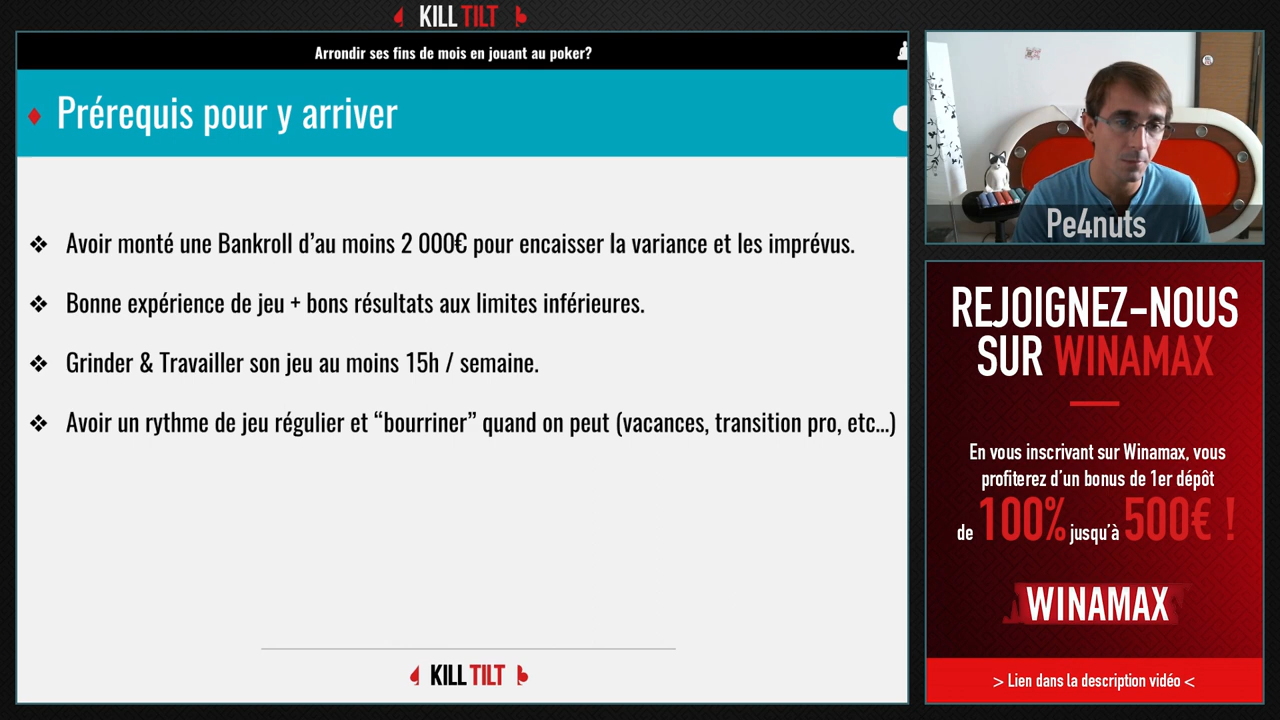 KILL TILT
Arrondir ses fins de mois en jouant au poker?
Prérequis pour y arriver
Avoir monté une Bankroll d'au moins 2 000€ pour encaisser la variance et les imprévus.
Bonne expérience de jeu + bons résultats aux limites inférieures.
Grinder & Travailler son jeu au moins 15h / semaine.
Avoir un rythme de jeu régulier et “bourriner” quand on peut (vacances, transition pro, etc...)
KILL TILT
Pe4nuts
REJOIGNEZ-NOUS
SUR WINAMAX
En vous inscrivant sur Winamax, vous
profiterez d'un bonus de 1er dépôt
de 100% jusqu'à 500€ !
WINAMAX
> Lien dans la description vidéo <